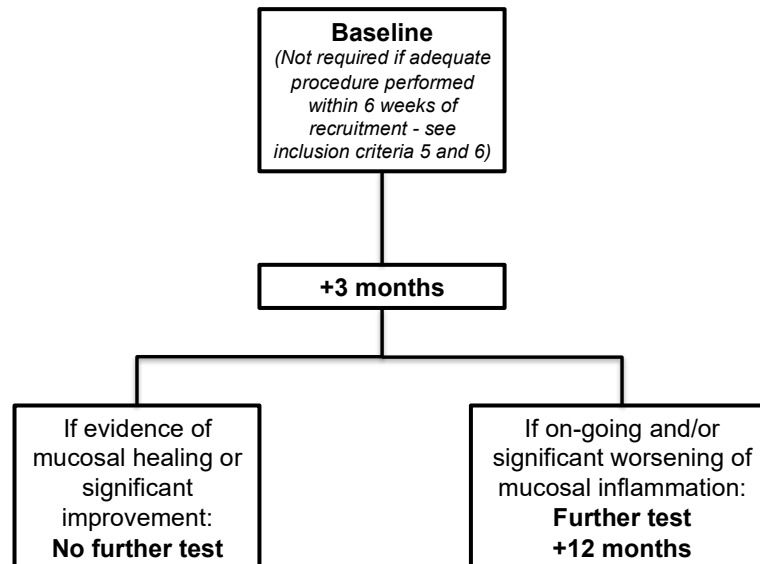 Baseline
(Not required if adequate
procedure performed
within 6 weeks of
recruitment - see
inclusion criteria 5 and 6)
+3 months
If evidence of
mucosal healing or
significant
improvement:
No further test
If on-going and/or
significant worsening of
mucosal inflammation:
Further test
+12 months